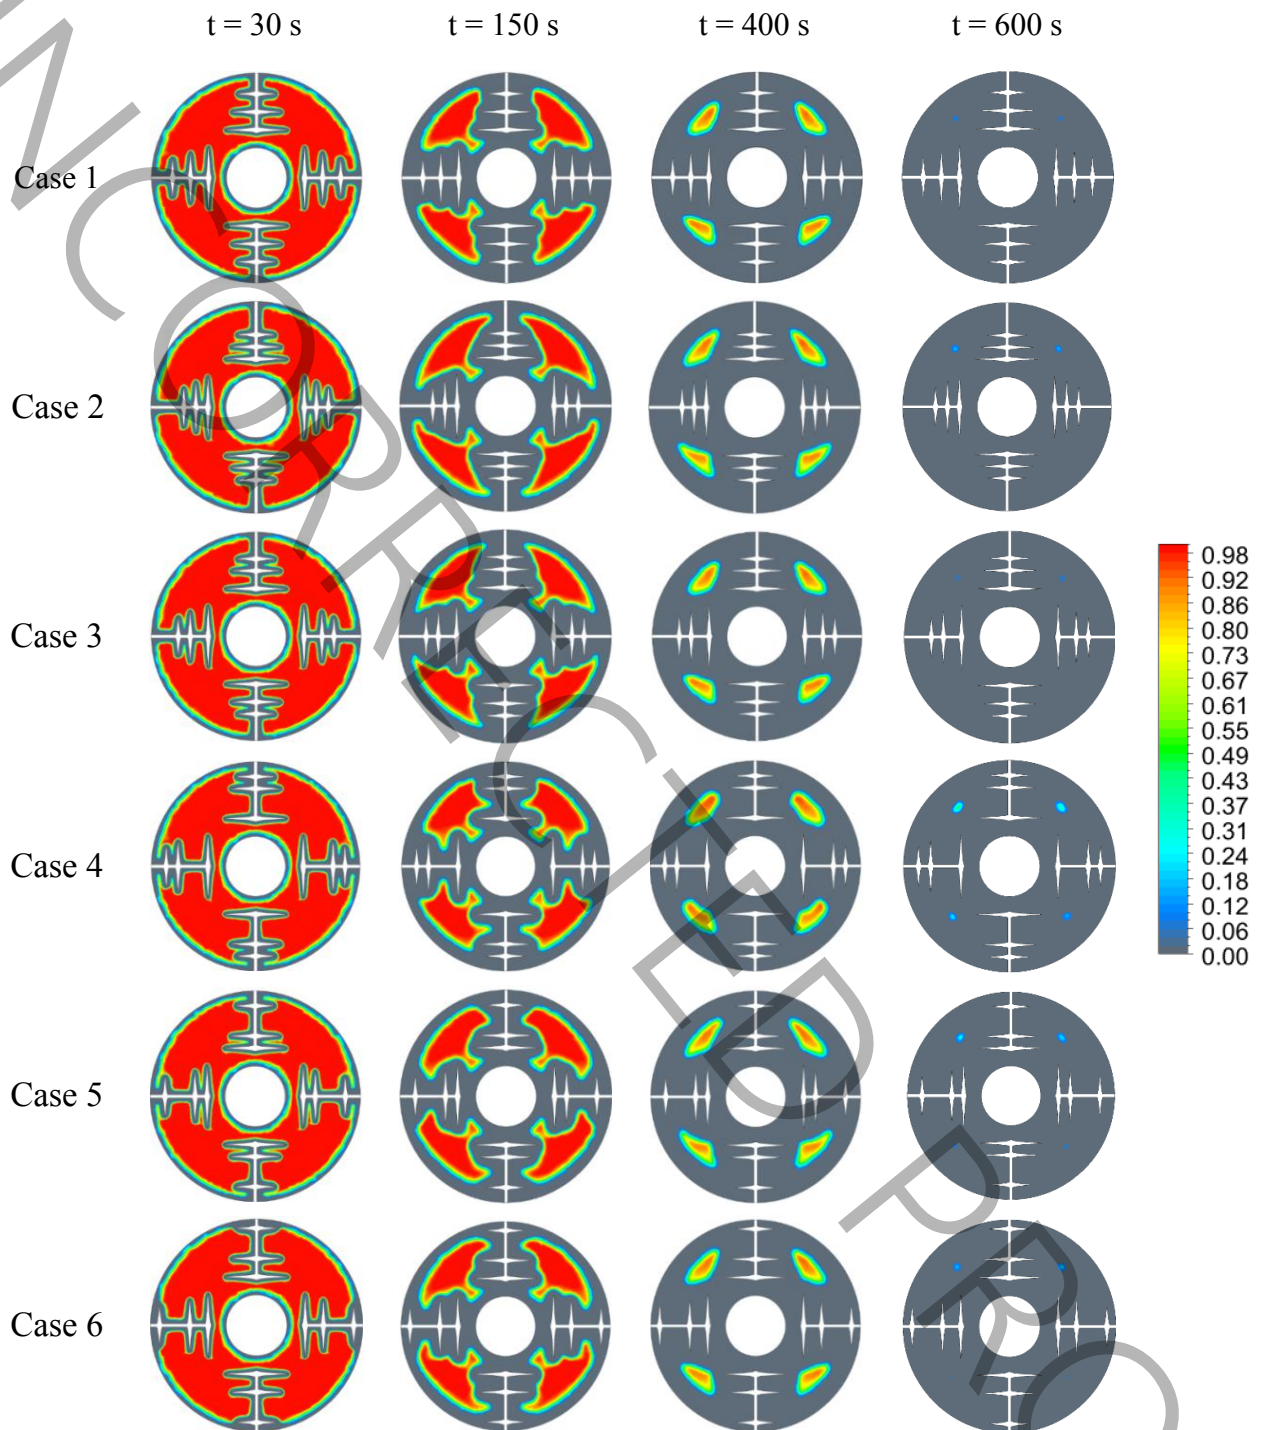 t = 30 s t = 150 s t = 400 s t = 600 s
Case 1
Case 2
Case 3
Case 4
Case 5
Case 6
0.98
0.92
0.86
0.80
0.73
0.67
0.61
0.55
0.49
0.43
0.37
0.31
0.24
0.18
0.12
0.06
0.00
UNCORRECTED PRO